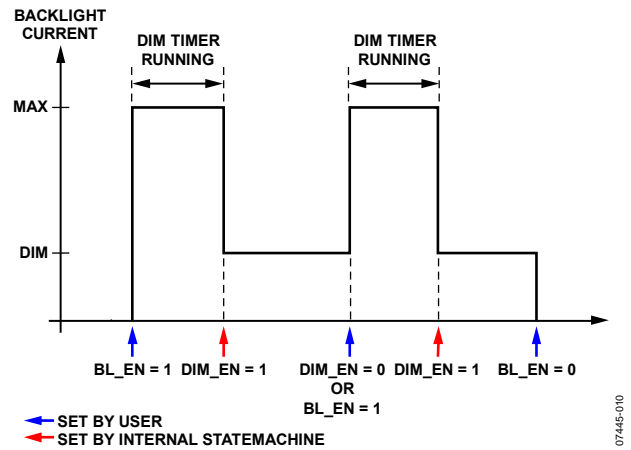 BACKLIGHT
CURRENT
DIM TIMER
RUNNING
DIM TIMER
RUNNING
MAX
DIM
BL_EN = 1
DIM_EN = 1
DIM_EN = 0
OR
BL_EN = 1
DIM_EN = 1
BL_EN = 0
SET BY USER
SET BY INTERNAL STATEMACHINE
07445-010